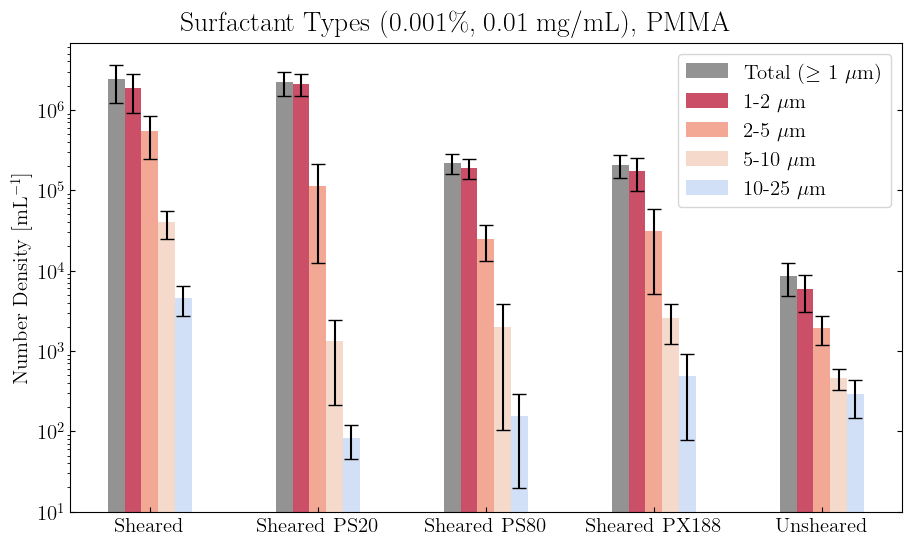 Surfactant Types (0.001%, 0.01 mg/mL), PMMA
Number Density [mL⁻¹]
10⁶
10⁵
10⁴
10³
10²
10¹
Total (≥ 1 μm)
1-2 μm
2-5 μm
5-10 μm
10-25 μm
Sheared
Sheared PS20
Sheared PS80
Sheared PX188
Unsheared